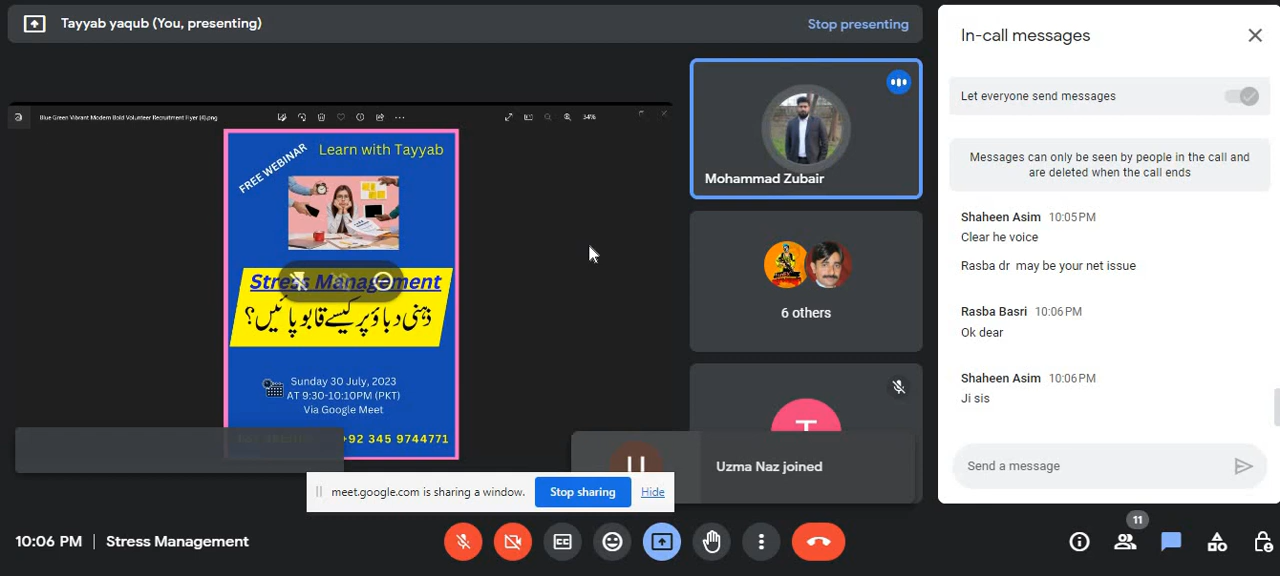 Tayyab yaqub (You, presenting)
Stop presenting
Blue Green Vibrant Modern Bold Volunteer Recruitment Flyer (4).png
34%
FREE WEBINAR
Learn with Tayyab
Stress Management
ذہنی دباؤ پر کیسے قابو پائیں؟
Sunday 30 July, 2023
AT 9:30-10:10PM (PKT)
Via Google Meet
+92 345 9744771
Mohammad Zubair
6 others
T
U
Uzma Naz joined
meet.google.com is sharing a window.
Stop sharing
Hide
10:06 PM | Stress Management
In-call messages
Let everyone send messages
Messages can only be seen by people in the call and
are deleted when the call ends
Shaheen Asim 10:05 PM
Clear he voice
Rasba dr may be your net issue
Rasba Basri 10:06 PM
Ok dear
Shaheen Asim 10:06 PM
Ji sis
Send a message
11